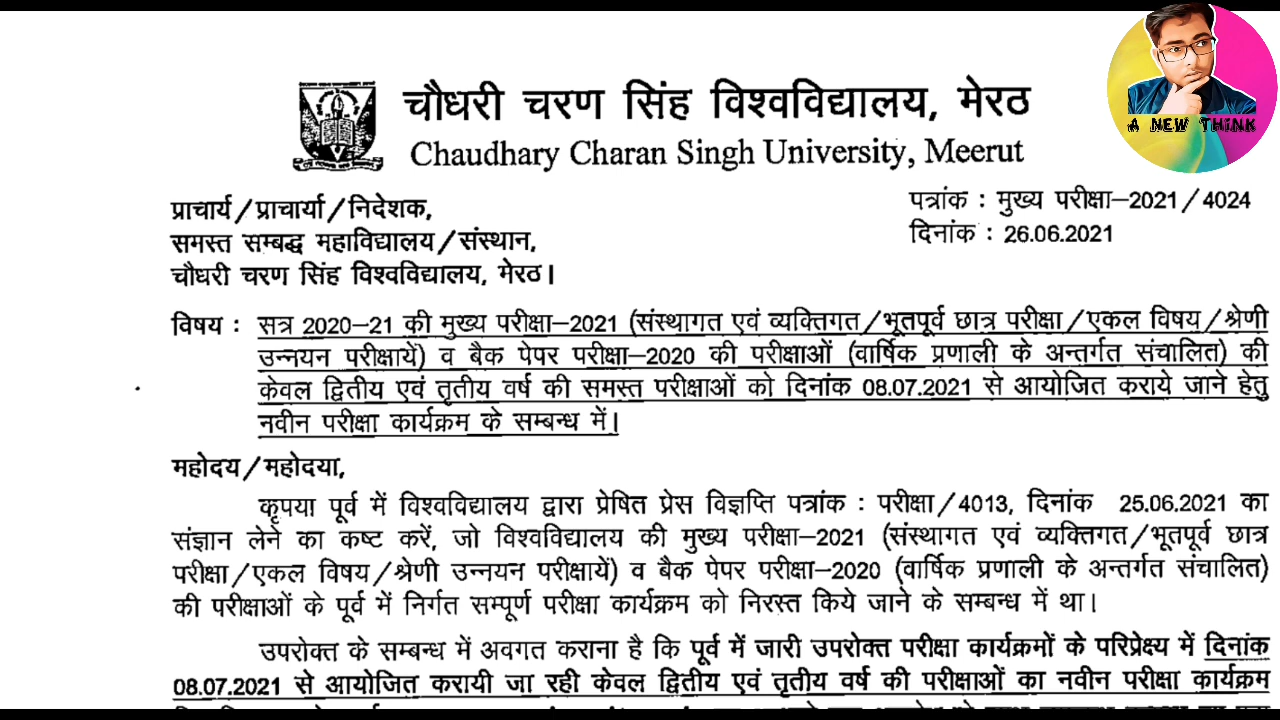 चौधरी चरण सिंह विश्वविद्यालय, मेरठ
Chaudhary Charan Singh University, Meerut
A NEW THINK
प्राचार्य/प्राचार्या/निदेशक,
समस्त सम्बद्ध महाविद्यालय/संस्थान,
चौधरी चरण सिंह विश्वविद्यालय, मेरठ।
पत्रांक : मुख्य परीक्षा–2021/4024
दिनांक : 26.06.2021
विषय : सत्र 2020–21 की मुख्य परीक्षा–2021 (संस्थागत एवं व्यक्तिगत/भूतपूर्व छात्र परीक्षा/एकल विषय/श्रेणी
उन्नयन परीक्षायें) व बैक पेपर परीक्षा–2020 की परीक्षाओं (वार्षिक प्रणाली के अन्तर्गत संचालित) की
केवल द्वितीय एवं तृतीय वर्ष की समस्त परीक्षाओं को दिनांक 08.07.2021 से आयोजित कराये जाने हेतु
नवीन परीक्षा कार्यक्रम के सम्बन्ध में।
महोदय/महोदया,
कृपया पूर्व में विश्वविद्यालय द्वारा प्रेषित प्रेस विज्ञप्ति पत्रांक : परीक्षा/4013, दिनांक 25.06.2021 का
संज्ञान लेने का कष्ट करें, जो विश्वविद्यालय की मुख्य परीक्षा–2021 (संस्थागत एवं व्यक्तिगत/भूतपूर्व छात्र
परीक्षा/एकल विषय/श्रेणी उन्नयन परीक्षायें) व बैक पेपर परीक्षा–2020 (वार्षिक प्रणाली के अन्तर्गत संचालित)
की परीक्षाओं के पूर्व में निर्गत सम्पूर्ण परीक्षा कार्यक्रम को निरस्त किये जाने के सम्बन्ध में था।
उपरोक्त के सम्बन्ध में अवगत कराना है कि पूर्व में जारी उपरोक्त परीक्षा कार्यक्रमों के परिप्रेक्ष्य में दिनांक
08.07.2021 से आयोजित करायी जा रही केवल द्वितीय एवं तृतीय वर्ष की परीक्षाओं का नवीन परीक्षा कार्यक्रम